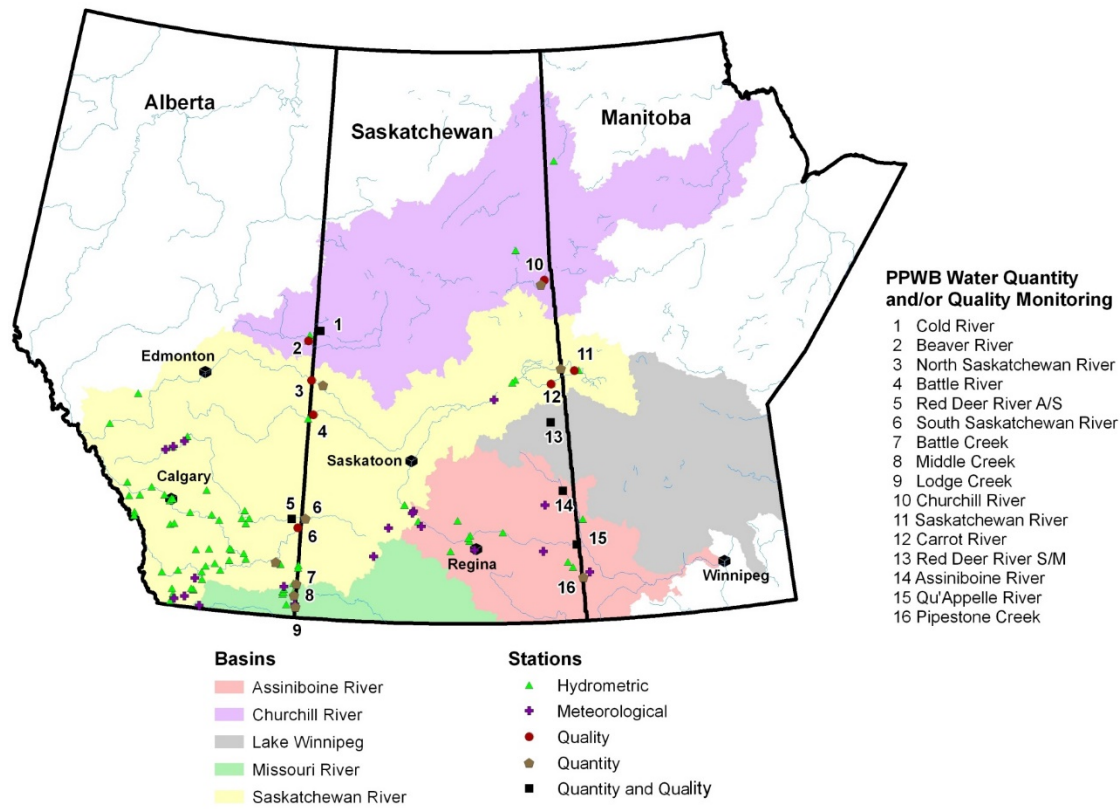 Alberta
Saskatchewan
Manitoba
10
1
2
Edmonton
3
11
12
4
13
Saskatoon
Calgary
14
5
6
6
15
Regina
Winnipeg
7
16
8
9
PPWB Water Quantity
and/or Quality Monitoring
1 Cold River
2 Beaver River
3 North Saskatchewan River
4 Battle River
5 Red Deer River A/S
6 South Saskatchewan River
7 Battle Creek
8 Middle Creek
9 Lodge Creek
10 Churchill River
11 Saskatchewan River
12 Carrot River
13 Red Deer River S/M
14 Assiniboine River
15 Qu'Appelle River
16 Pipestone Creek
Basins
Assiniboine River
Churchill River
Lake Winnipeg
Missouri River
Saskatchewan River
Stations
Hydrometric
Meteorological
Quality
Quantity
Quantity and Quality